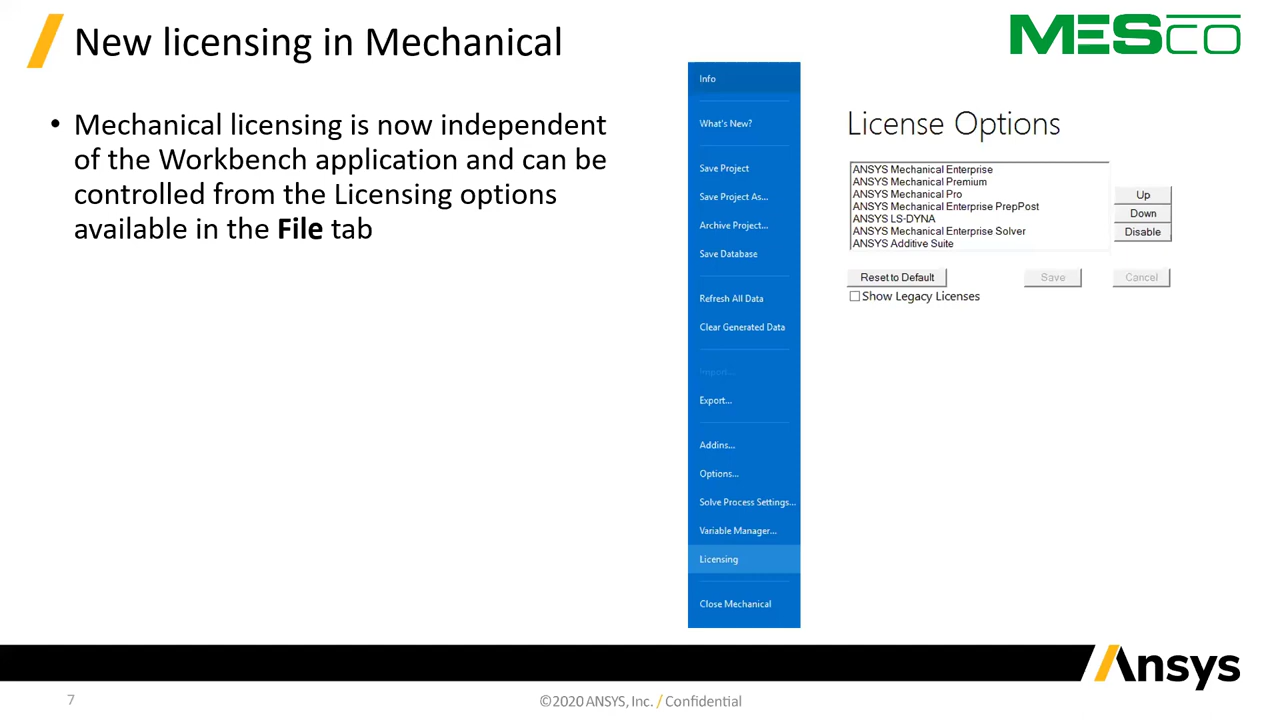 New licensing in Mechanical
MESCO
• Mechanical licensing is now independent
of the Workbench application and can be
controlled from the Licensing options
available in the File tab
Info
What's New?
Save Project
Save Project As...
Archive Project...
Save Database
Refresh All Data
Clear Generated Data
Import...
Export...
Addins...
Options...
Solve Process Settings...
Variable Manager...
Licensing
Close Mechanical
License Options
ANSYS Mechanical Enterprise
ANSYS Mechanical Premium
ANSYS Mechanical Pro
ANSYS Mechanical Enterprise PrepPost
ANSYS LS-DYNA
ANSYS Mechanical Enterprise Solver
ANSYS Additive Suite
Up
Down
Disable
Reset to Default
Save
Cancel
Show Legacy Licenses
Ansys
7
©2020 ANSYS, Inc. / Confidential